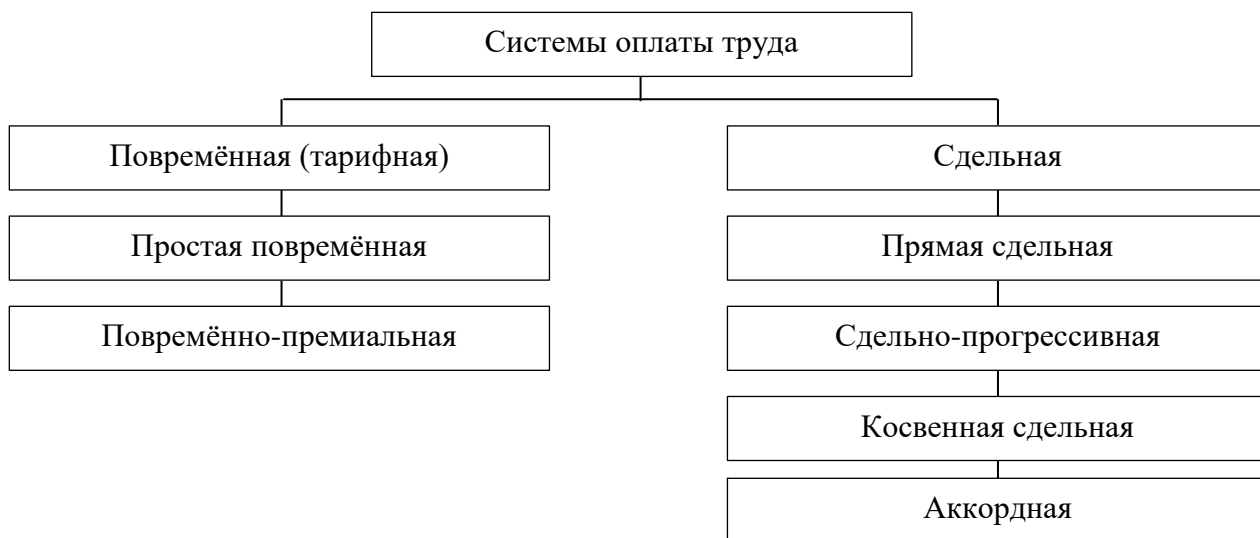 Системы оплаты труда
Повремённая (тарифная)
Простая повремённая
Повремённо-премиальная
Сдельная
Прямая сдельная
Сдельно-прогрессивная
Косвенная сдельная
Аккордная